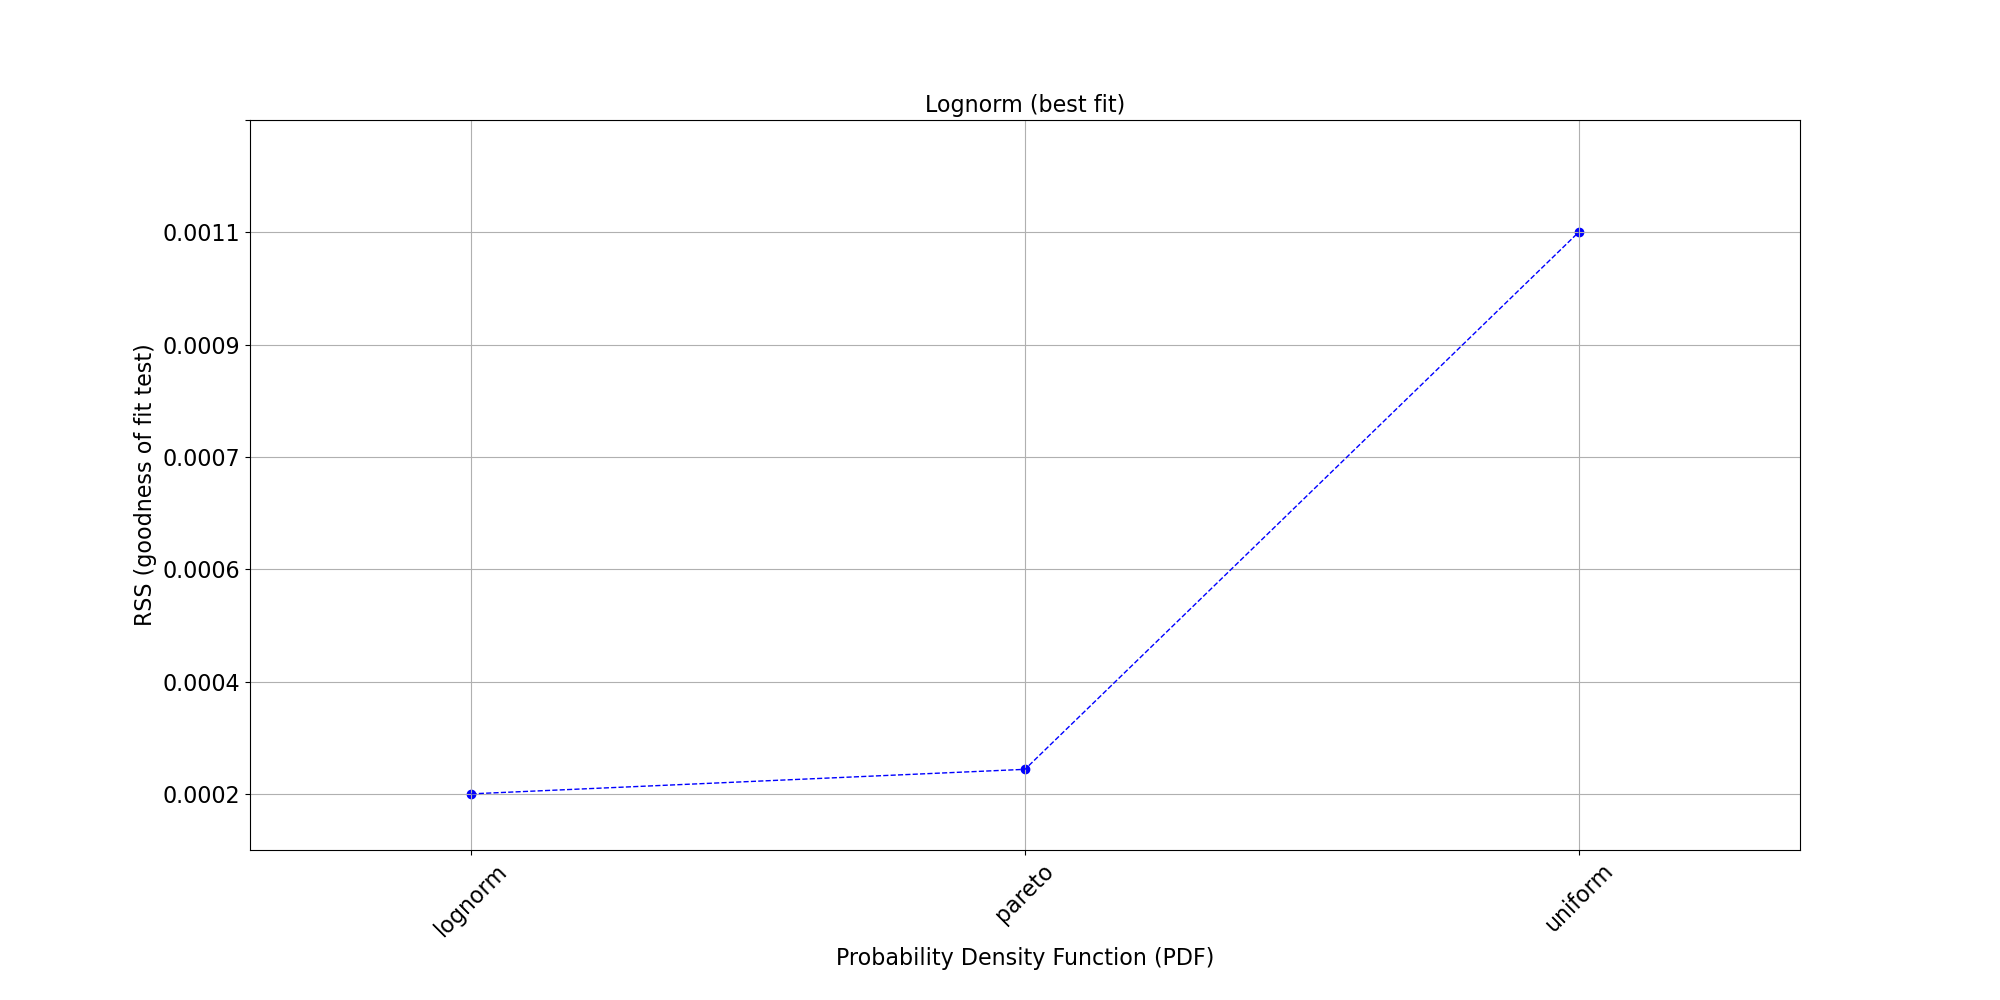 Lognorm (best fit)
RSS (goodness of fit test)
0.0011
0.0009
0.0007
0.0006
0.0004
0.0002
lognorm
pareto
uniform
Probability Density Function (PDF)